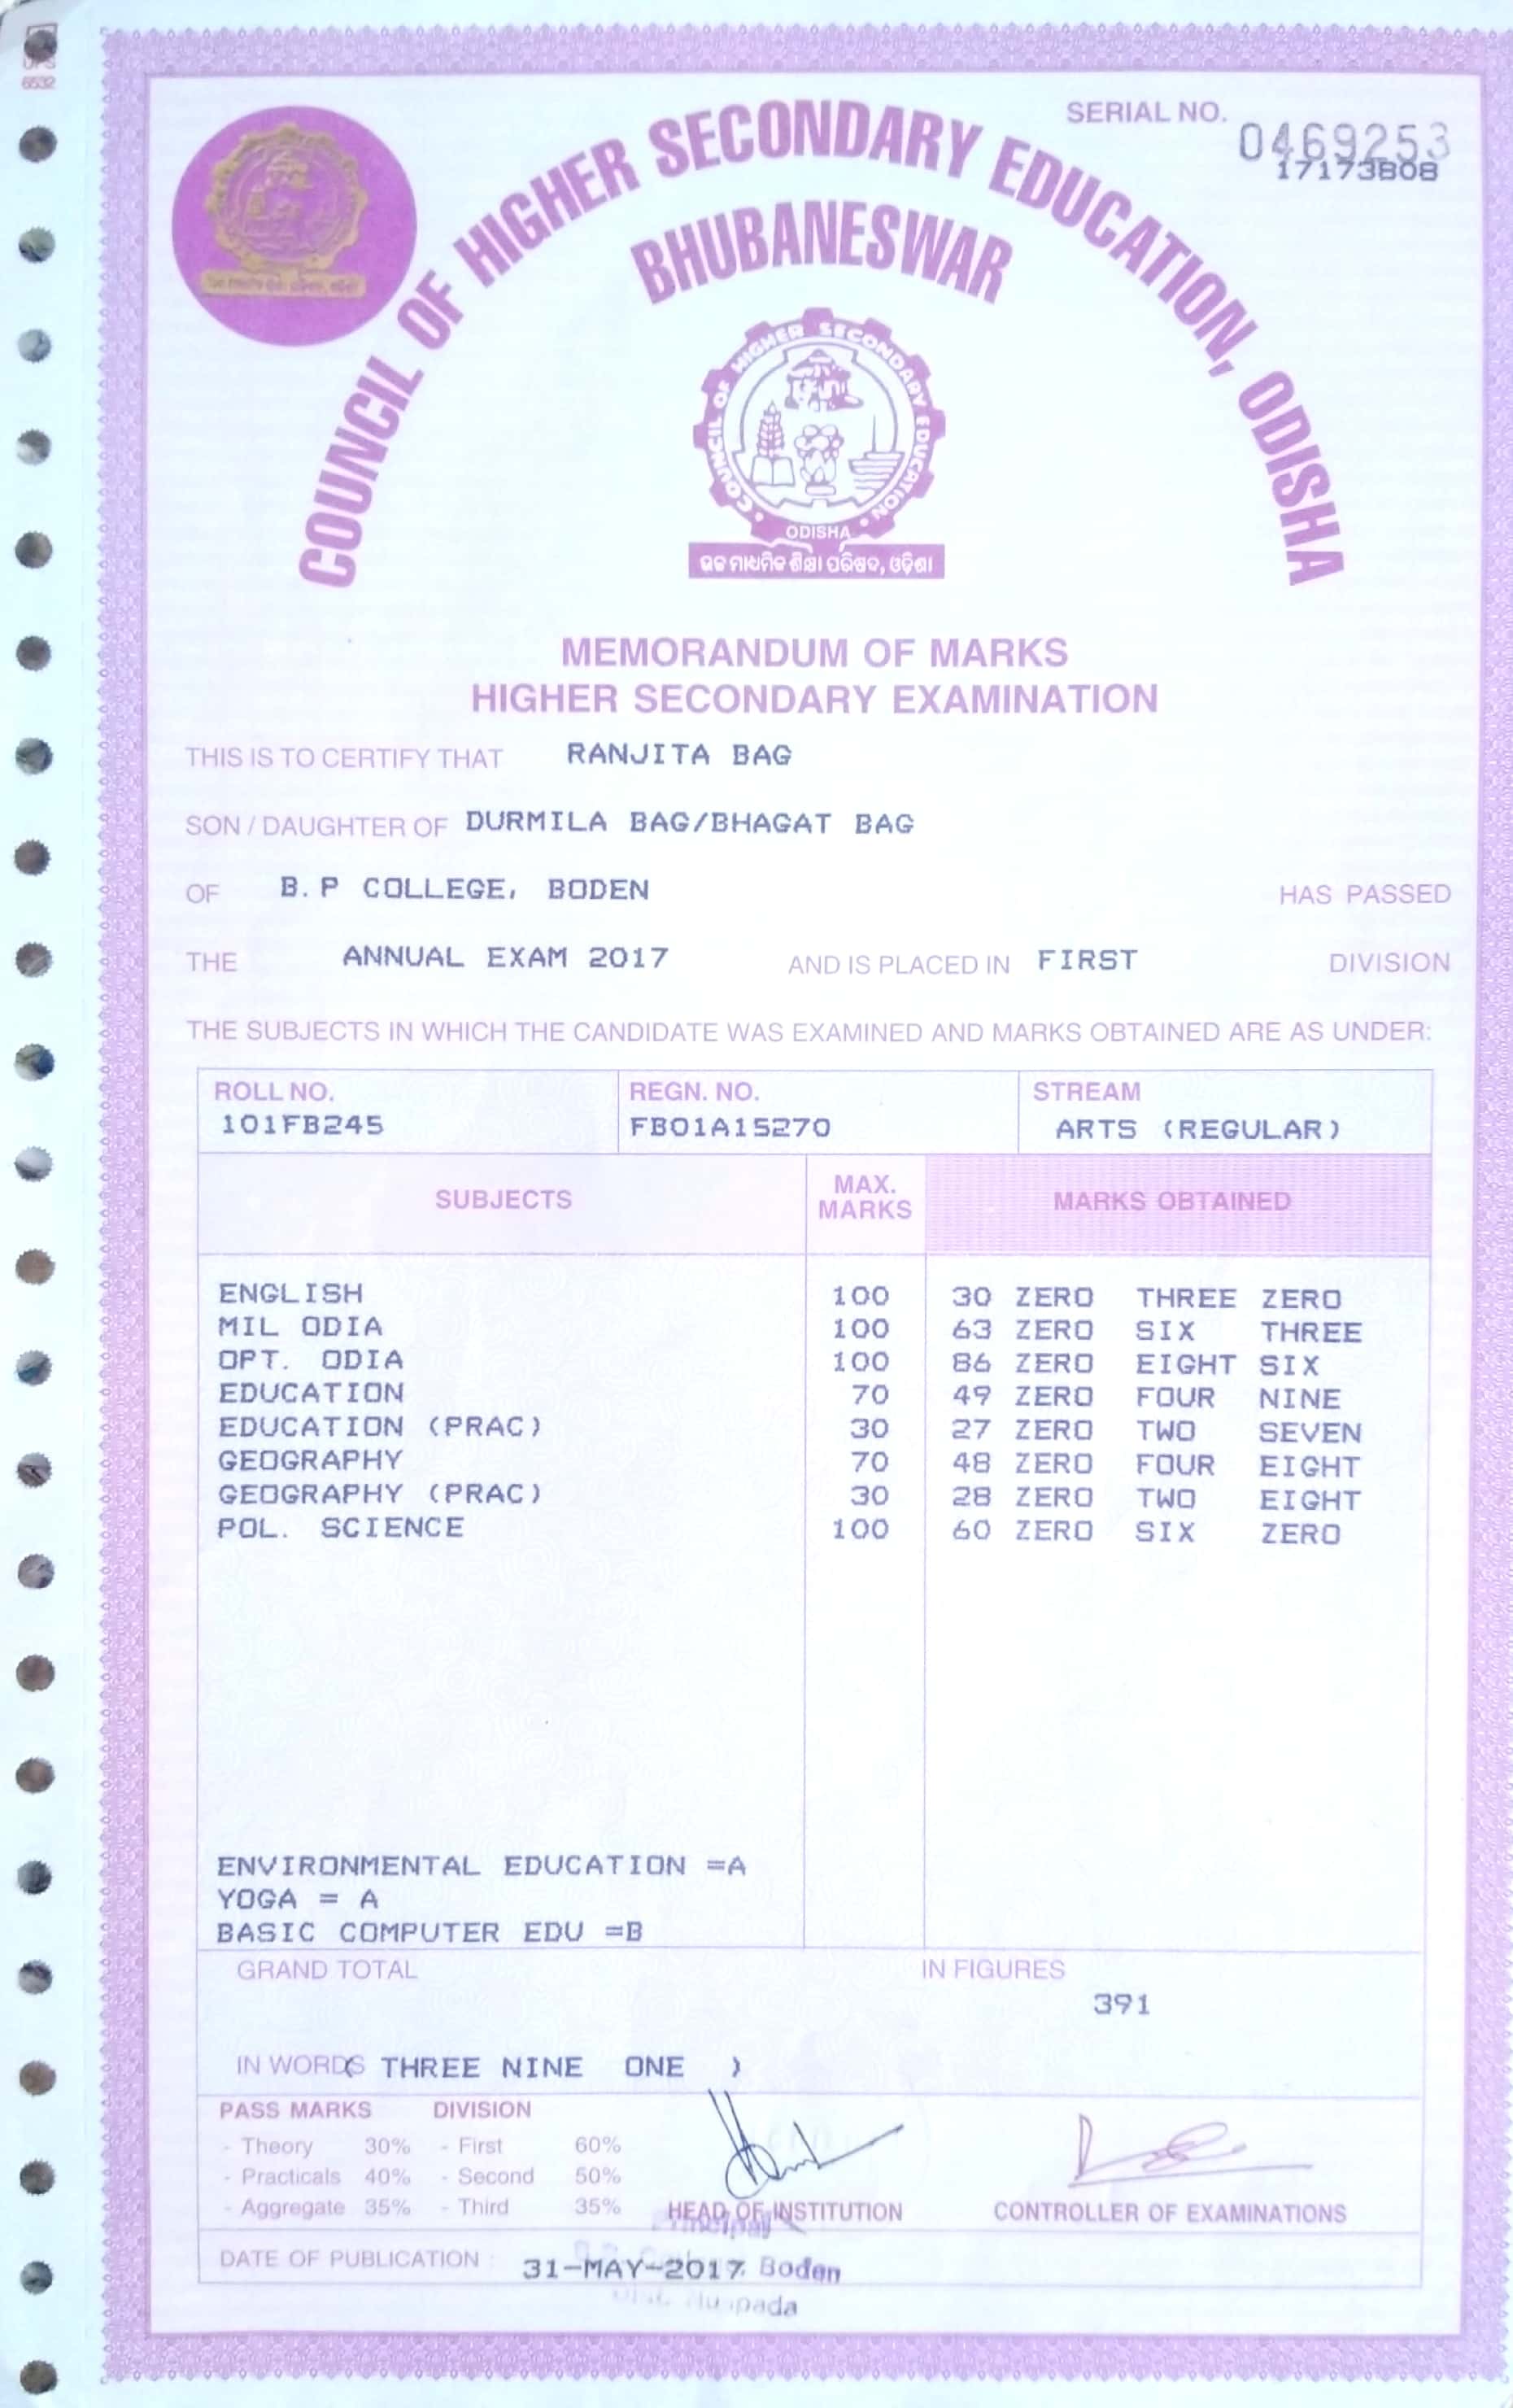 SERIAL NO. 0469253
17173808
COUNCIL OF HIGHER SECONDARY EDUCATION, ODISHA
BHUBANESWAR
COUNCIL OF HIGHER SECONDARY EDUCATION
ODISHA
ଉଚ୍ଚ ମାଧ୍ୟମିକ ଶିକ୍ଷା ପରିଷଦ, ଓଡ଼ିଶା
MEMORANDUM OF MARKS
HIGHER SECONDARY EXAMINATION
THIS IS TO CERTIFY THAT RANJITA BAG
SON / DAUGHTER OF DURMILA BAG/BHAGAT BAG
OF B.P COLLEGE, BODEN HAS PASSED
THE ANNUAL EXAM 2017 AND IS PLACED IN FIRST DIVISION
THE SUBJECTS IN WHICH THE CANDIDATE WAS EXAMINED AND MARKS OBTAINED ARE AS UNDER:
ROLL NO. REGN. NO. STREAM
101FB245 FB01A15270 ARTS (REGULAR)
SUBJECTS MAX. MARKS MARKS OBTAINED
ENGLISH 100 30 ZERO THREE ZERO
MIL ODIA 100 63 ZERO SIX THREE
OPT. ODIA 100 86 ZERO EIGHT SIX
EDUCATION 70 49 ZERO FOUR NINE
EDUCATION (PRAC) 30 27 ZERO TWO SEVEN
GEOGRAPHY 70 48 ZERO FOUR EIGHT
GEOGRAPHY (PRAC) 30 28 ZERO TWO EIGHT
POL. SCIENCE 100 60 ZERO SIX ZERO
ENVIRONMENTAL EDUCATION =A
YOGA = A
BASIC COMPUTER EDU =B
GRAND TOTAL IN FIGURES
391
IN WORDS ( THREE NINE ONE )
PASS MARKS DIVISION
- Theory 30% - First 60%
- Practicals 40% - Second 50%
- Aggregate 35% - Third 35%
HEAD OF INSTITUTION CONTROLLER OF EXAMINATIONS
Principal
DATE OF PUBLICATION : 31-MAY-2017 Boden
6532